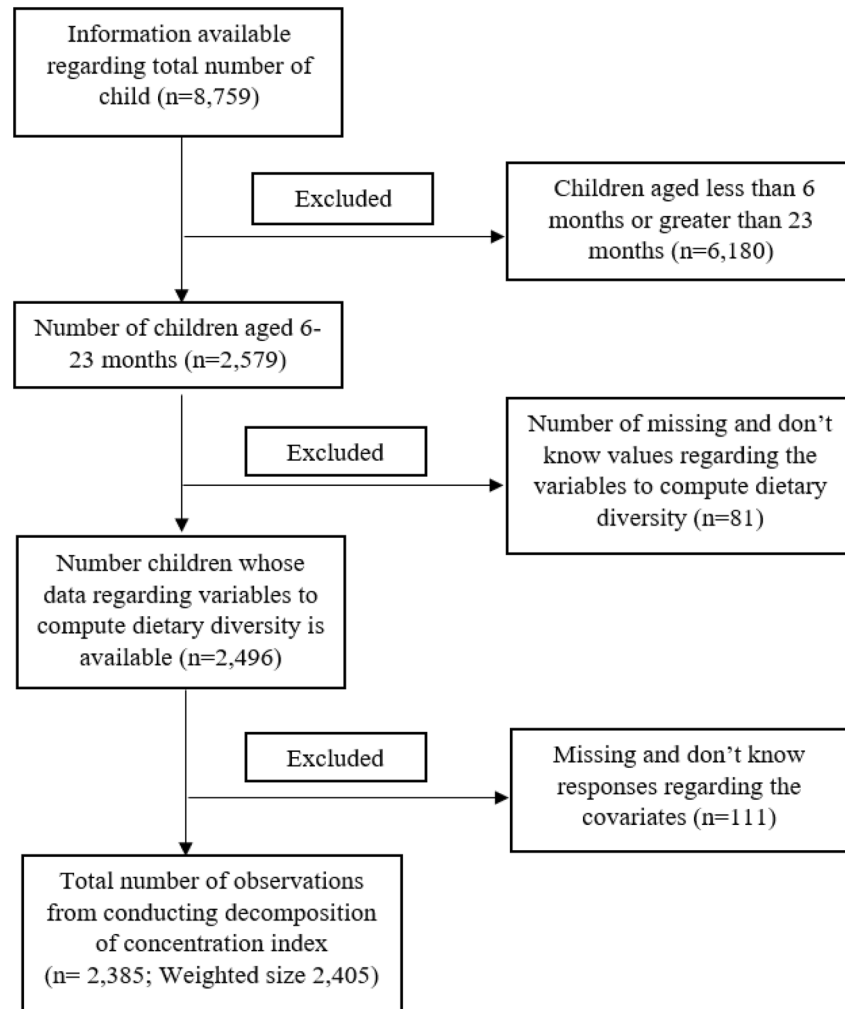 Information available
regarding total number of
child (n=8,759)
Excluded
Children aged less than 6
months or greater than 23
months (n=6,180)
Number of children aged 6-
23 months (n=2,579)
Excluded
Number of missing and don’t
know values regarding the
variables to compute dietary
diversity (n=81)
Number children whose
data regarding variables to
compute dietary diversity is
available (n=2,496)
Excluded
Missing and don’t know
responses regarding the
covariates (n=111)
Total number of observations
from conducting decomposition
of concentration index
(n= 2,385; Weighted size 2,405)